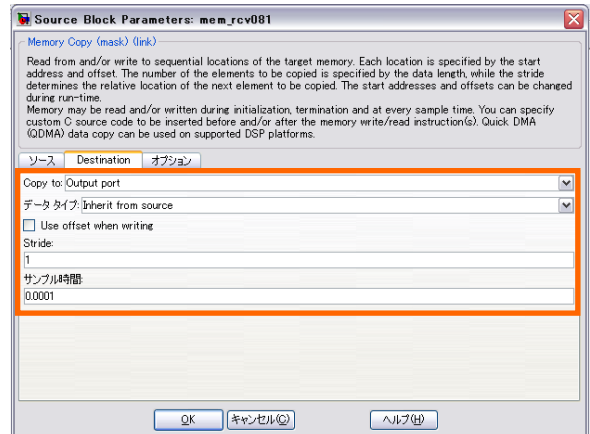 Source Block Parameters: mem_rcv081
Memory Copy (mask) (link)
Read from and/or write to sequential locations of the target memory. Each location is specified by the start
address and offset. The number of the elements to be copied is specified by the data length, while the stride
determines the relative location of the next element to be copied. The start addresses and offsets can be changed
during run-time.
Memory may be read and/or written during initialization, termination and at every sample time. You can specify
custom C source code to be inserted before and/or after the memory write/read instruction(s). Quick DMA
(QDMA) data copy can be used on supported DSP platforms.
ソース Destination オプション
Copy to: Output port
データ タイプ: Inherit from source
Use offset when writing
Stride:
1
サンプル時間:
0.0001
OK キャンセル(C) ヘルプ(H)